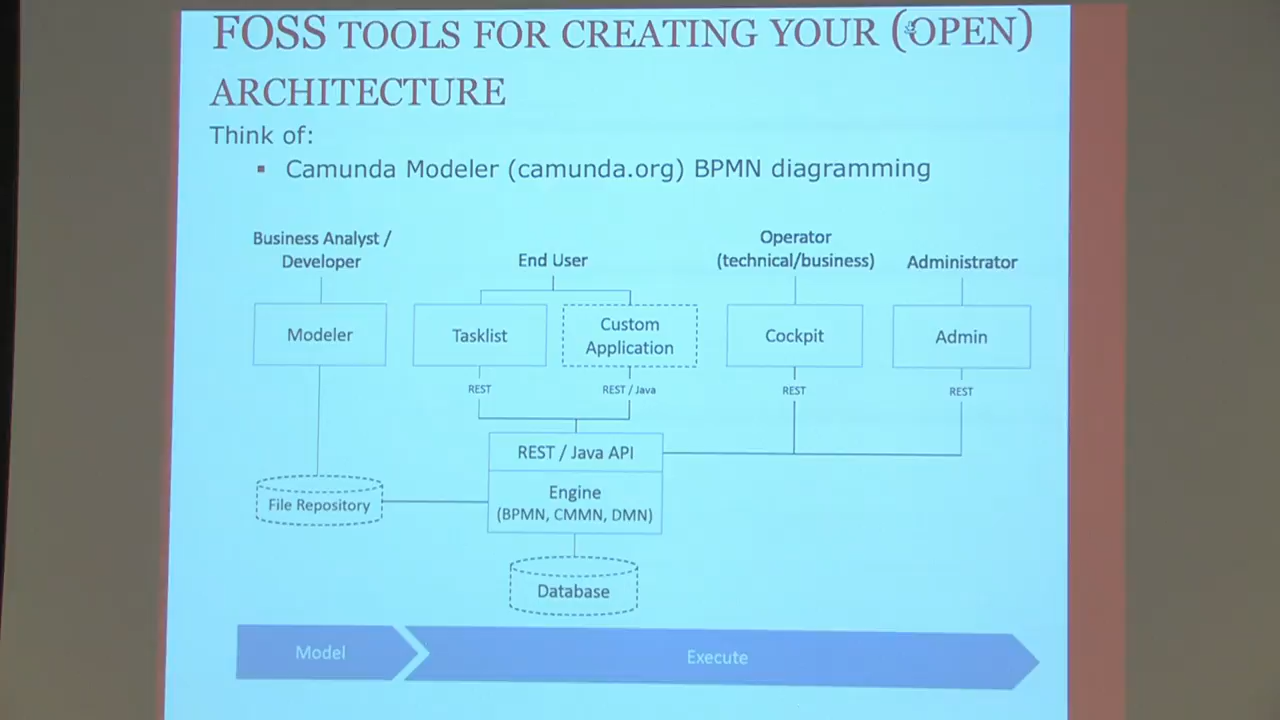 FOSS TOOLS FOR CREATING YOUR (OPEN)
ARCHITECTURE
Think of:
▪ Camunda Modeler (camunda.org) BPMN diagramming
Business Analyst /
Developer
End User
Operator
(technical/business)
Administrator
Modeler
Tasklist
Custom
Application
Cockpit
Admin
REST
REST / Java
REST
REST
REST / Java API
File Repository
Engine
(BPMN, CMMN, DMN)
Database
Model
Execute